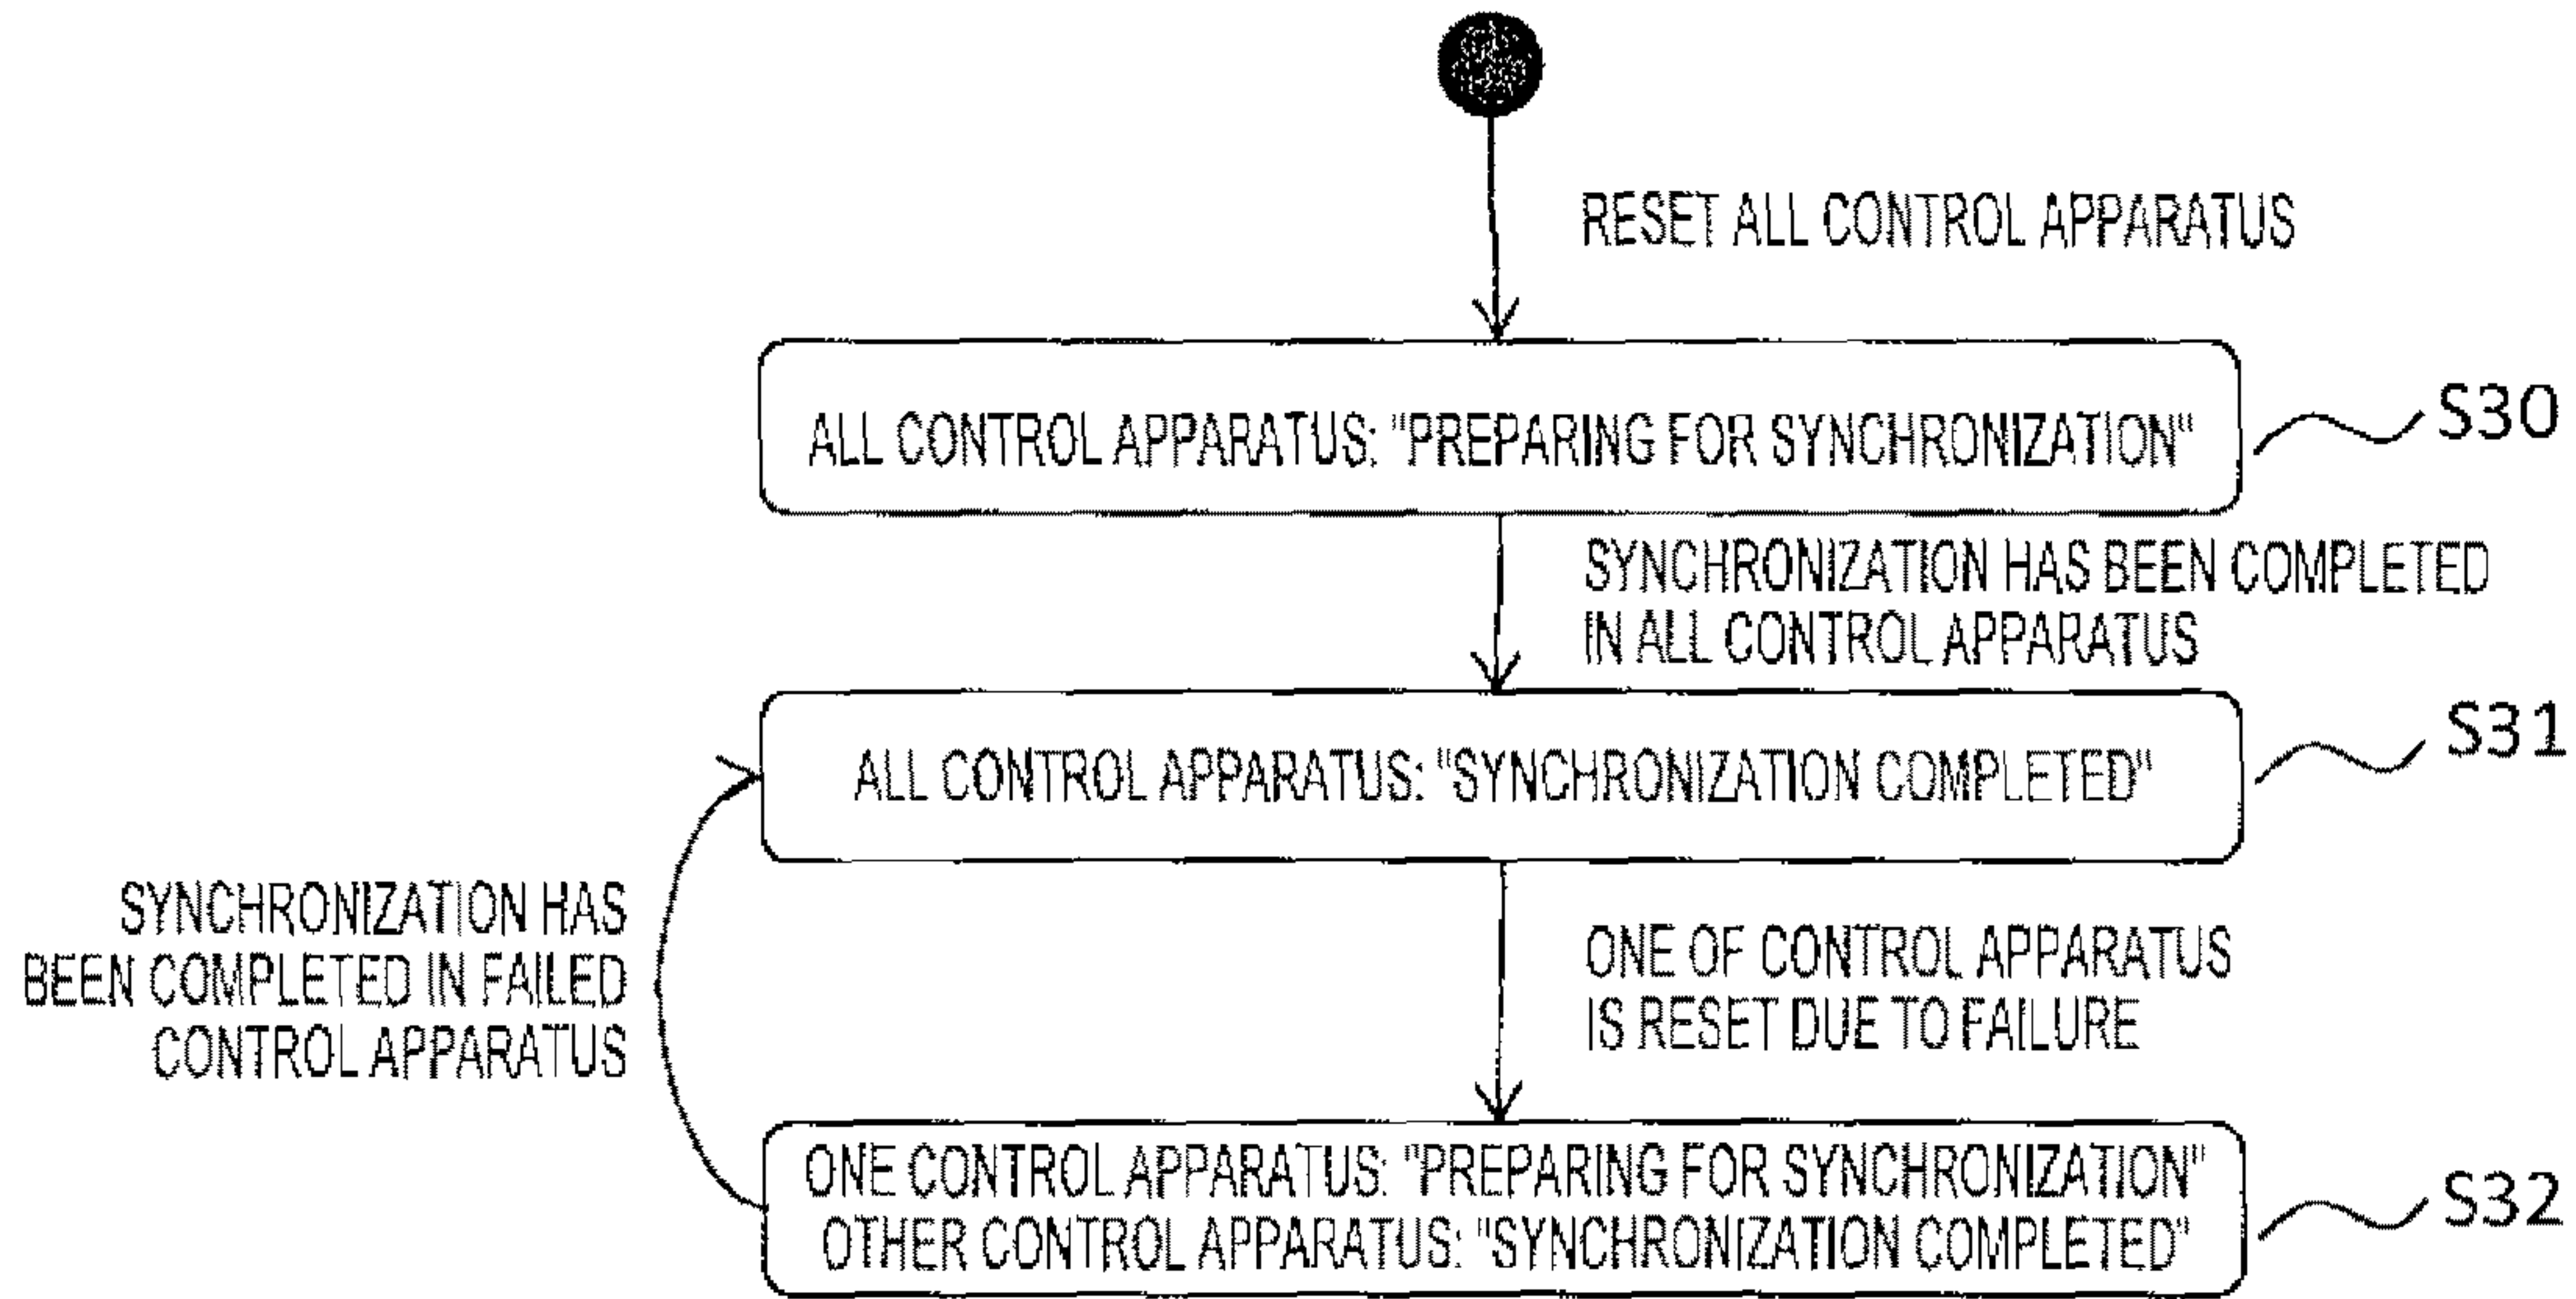 RESET ALL CONTROL APPARATUS
ALL CONTROL APPARATUS: "PREPARING FOR SYNCHRONIZATION"
S30
SYNCHRONIZATION HAS BEEN COMPLETED
IN ALL CONTROL APPARATUS
ALL CONTROL APPARATUS: "SYNCHRONIZATION COMPLETED"
S31
SYNCHRONIZATION HAS
BEEN COMPLETED IN FAILED
CONTROL APPARATUS
ONE OF CONTROL APPARATUS
IS RESET DUE TO FAILURE
ONE CONTROL APPARATUS: "PREPARING FOR SYNCHRONIZATION"
OTHER CONTROL APPARATUS: "SYNCHRONIZATION COMPLETED"
S32